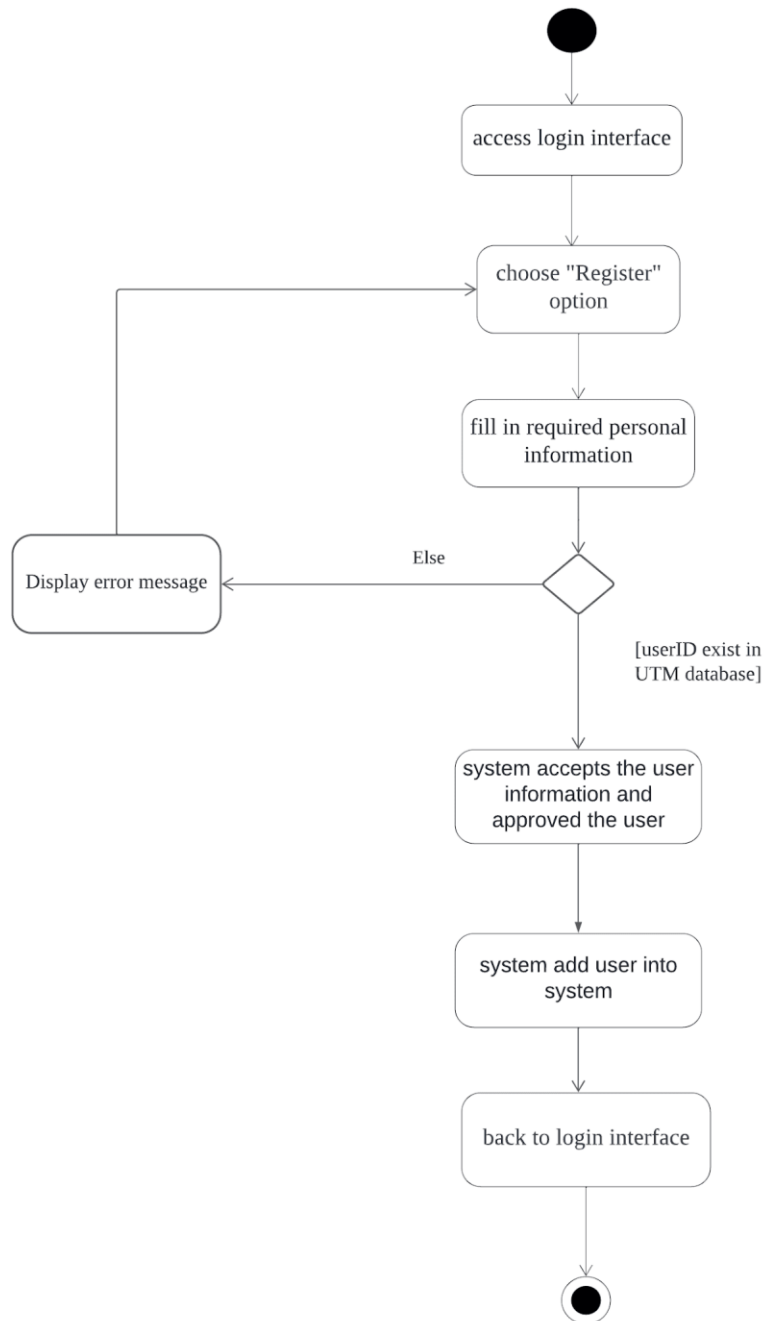 access login interface
choose "Register"
option
fill in required personal
information
Else
Display error message
[userID exist in
UTM database]
system accepts the user
information and
approved the user
system add user into
system
back to login interface